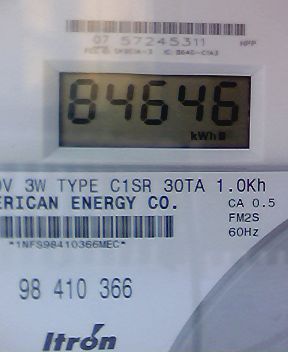 07 57245311 MPP
84646
kWh
0V 3W TYPE C1SR 30TA 1.0Kh
ERICAN ENERGY CO. CA 0.5
FM2S
*1NFS98410366MEC* 60Hz
98 410 366
Itron